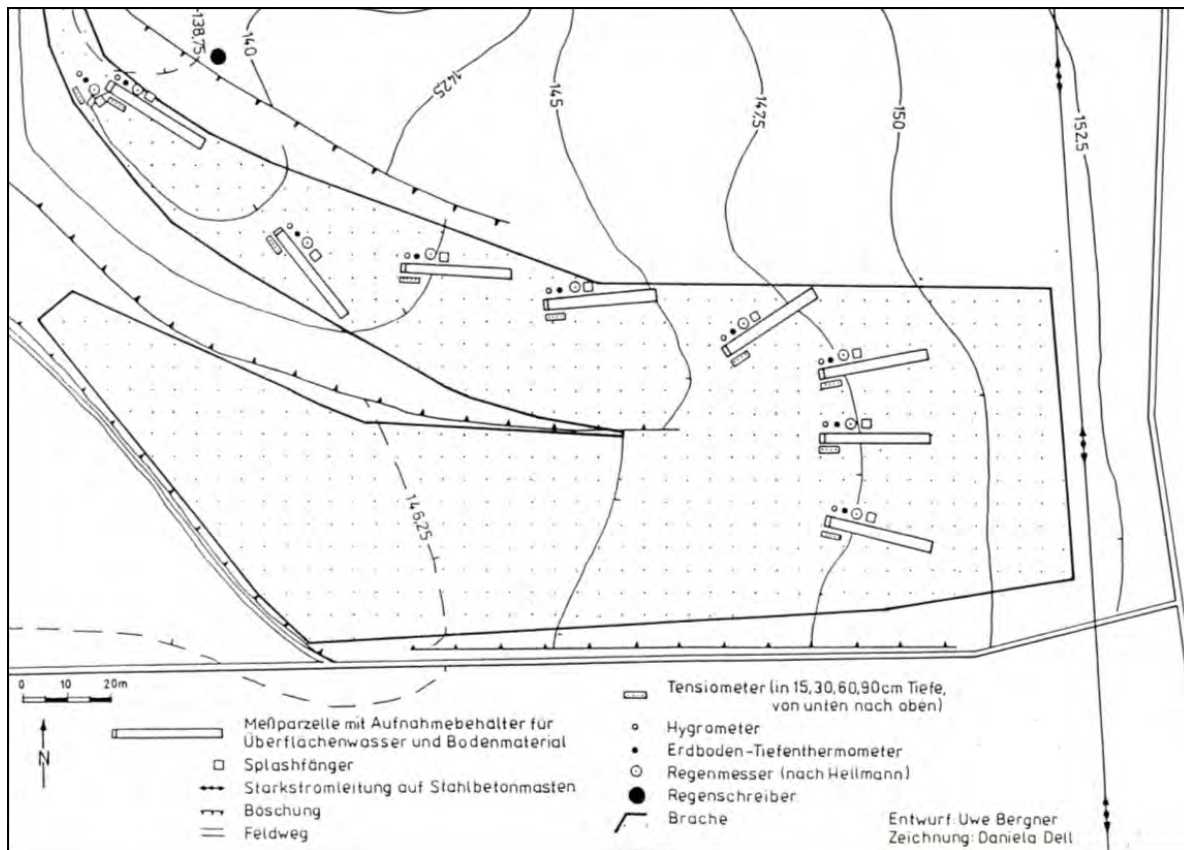 138,75
140
142,5
145
147,5
150
152,5
146,25
0 10 20m
N
Meßparzelle mit Aufnahmebehälter für
Überflächenwasser und Bodenmaterial
Splashfänger
Starkstromleitung auf Stahlbetonmasten
Böschung
Feldweg
Tensiometer (in 15,30,60,90cm Tiefe,
von unten nach oben)
Hygrometer
Erdboden-Tiefenthermometer
Regenmesser (nach Hellmann)
Regenschreiber
Brache
Entwurf: Uwe Bergner
Zeichnung: Daniela Dell